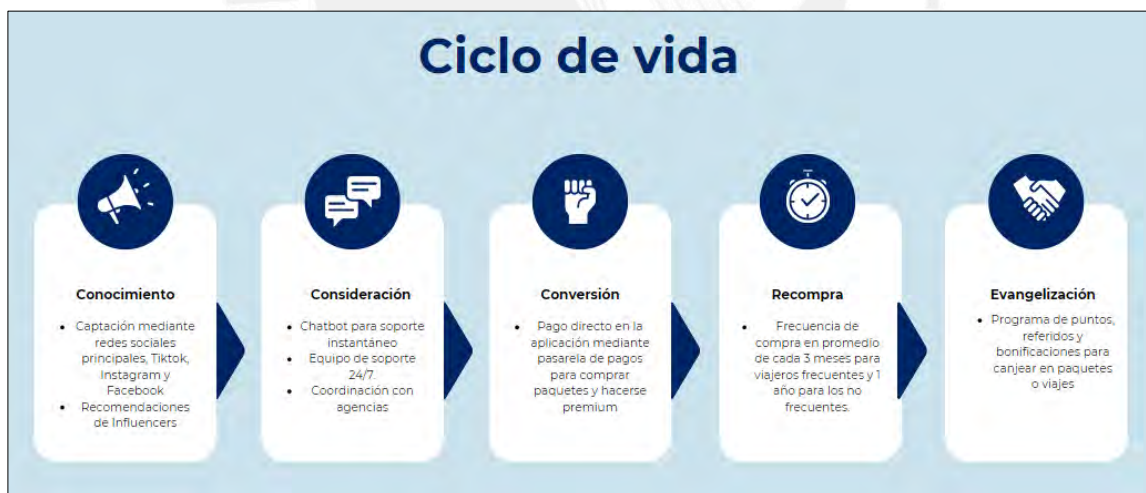 Ciclo de vida
Conocimiento
• Captación mediante
redes sociales
principales, Tiktok,
Instagram y
Facebook
• Recomendaciones
de Influencers
Consideración
• Chatbot para soporte
instantáneo
• Equipo de soporte
24/7.
• Coordinación con
agencias
Conversión
• Pago directo en la
aplicación mediante
pasarela de pagos
para comprar
paquetes y hacerse
premium
Recompra
• Frecuencia de
compra en promedio
de cada 3 meses para
viajeros frecuentes y 1
año para los no
frecuentes.
Evangelización
• Programa de puntos,
referidos y
bonificaciones para
canjear en paquetes
o viajes